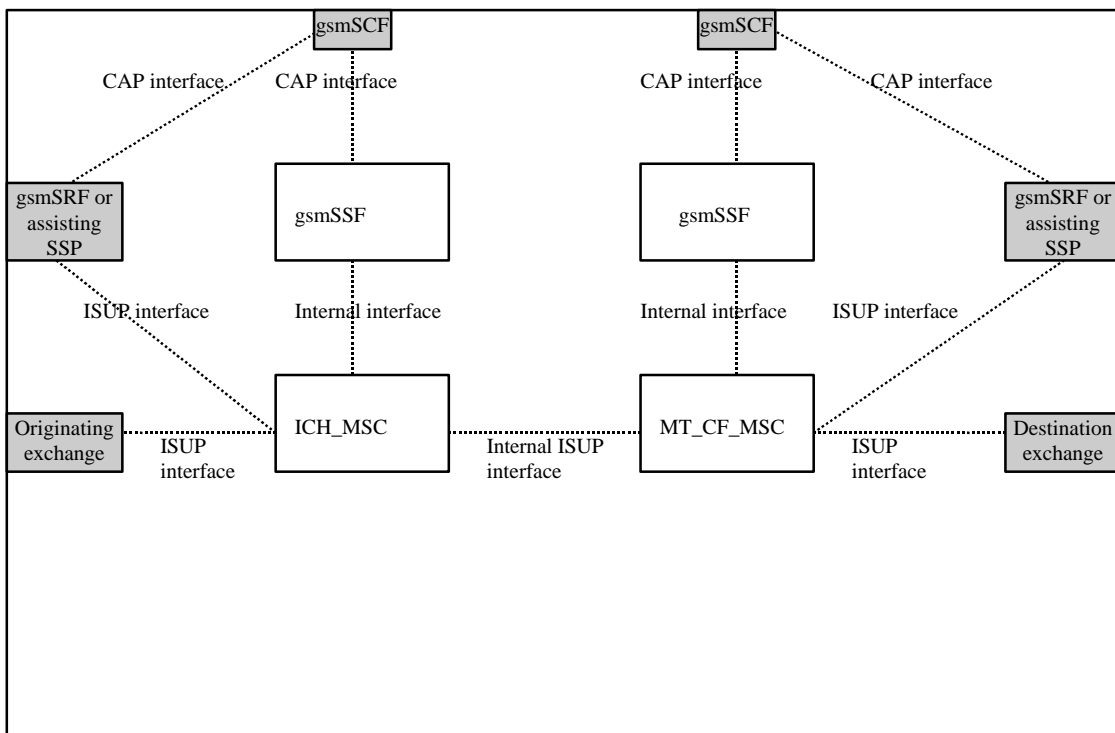 gsmSCF
gsmSCF
CAP interface
CAP interface
CAP interface
CAP interface
gsmSRF or
assisting
SSP
gsmSSF
gsmSSF
gsmSRF or
assisting
SSP
ISUP interface
Internal interface
Internal interface
ISUP interface
Originating
exchange
ISUP
interface
ICH_MSC
Internal ISUP
interface
MT_CF_MSC
ISUP
interface
Destination
exchange